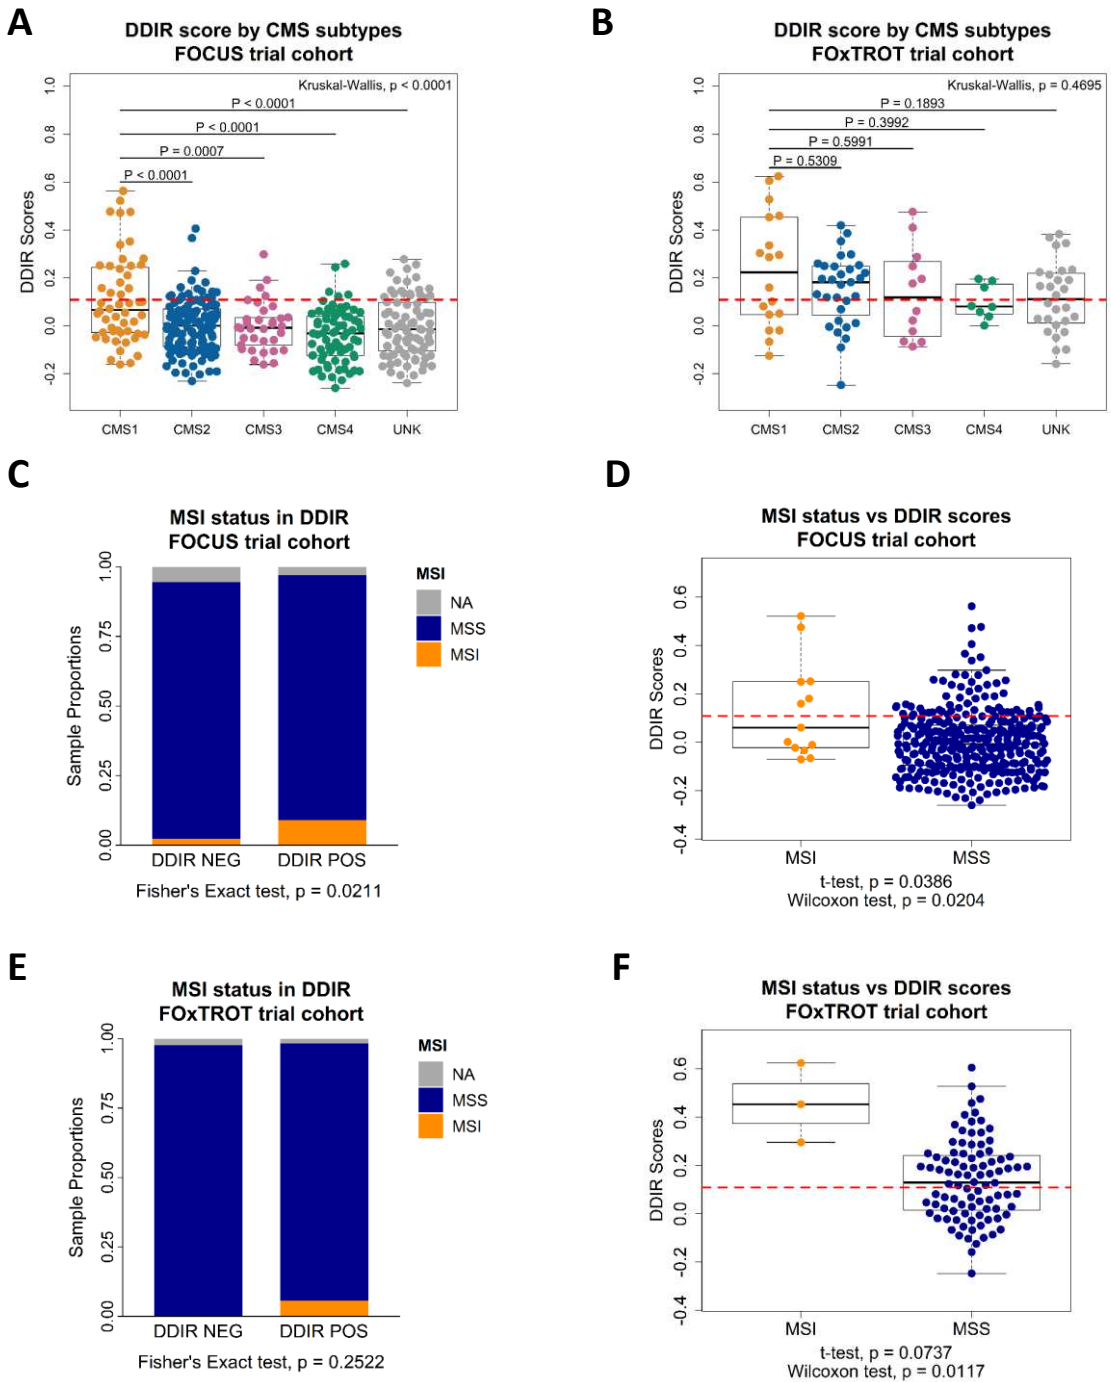 A
DDIR score by CMS subtypes
FOCUS trial cohort
DDIR Scores
1.0
0.8
0.6
0.4
0.2
0.0
-0.2
Kruskal-Wallis, p < 0.0001
P < 0.0001
P < 0.0001
P = 0.0007
P < 0.0001
CMS1 CMS2 CMS3 CMS4 UNK
B
DDIR score by CMS subtypes
FOxTROT trial cohort
DDIR Scores
1.0
0.8
0.6
0.4
0.2
0.0
-0.2
Kruskal-Wallis, p = 0.4695
P = 0.1893
P = 0.3992
P = 0.5991
P = 0.5309
CMS1 CMS2 CMS3 CMS4 UNK
C
MSI status in DDIR
FOCUS trial cohort
Sample Proportions
1.00
0.75
0.50
0.25
0.00
MSI
NA
MSS
MSI
DDIR NEG DDIR POS
Fisher's Exact test, p = 0.0211
D
MSI status vs DDIR scores
FOCUS trial cohort
DDIR Scores
0.6
0.4
0.2
0.0
-0.2
-0.4
MSI MSS
t-test, p = 0.0386
Wilcoxon test, p = 0.0204
E
MSI status in DDIR
FOxTROT trial cohort
Sample Proportions
1.00
0.75
0.50
0.25
0.00
MSI
NA
MSS
MSI
DDIR NEG DDIR POS
Fisher's Exact test, p = 0.2522
F
MSI status vs DDIR scores
FOxTROT trial cohort
DDIR Scores
0.6
0.4
0.2
0.0
-0.2
-0.4
MSI MSS
t-test, p = 0.0737
Wilcoxon test, p = 0.0117